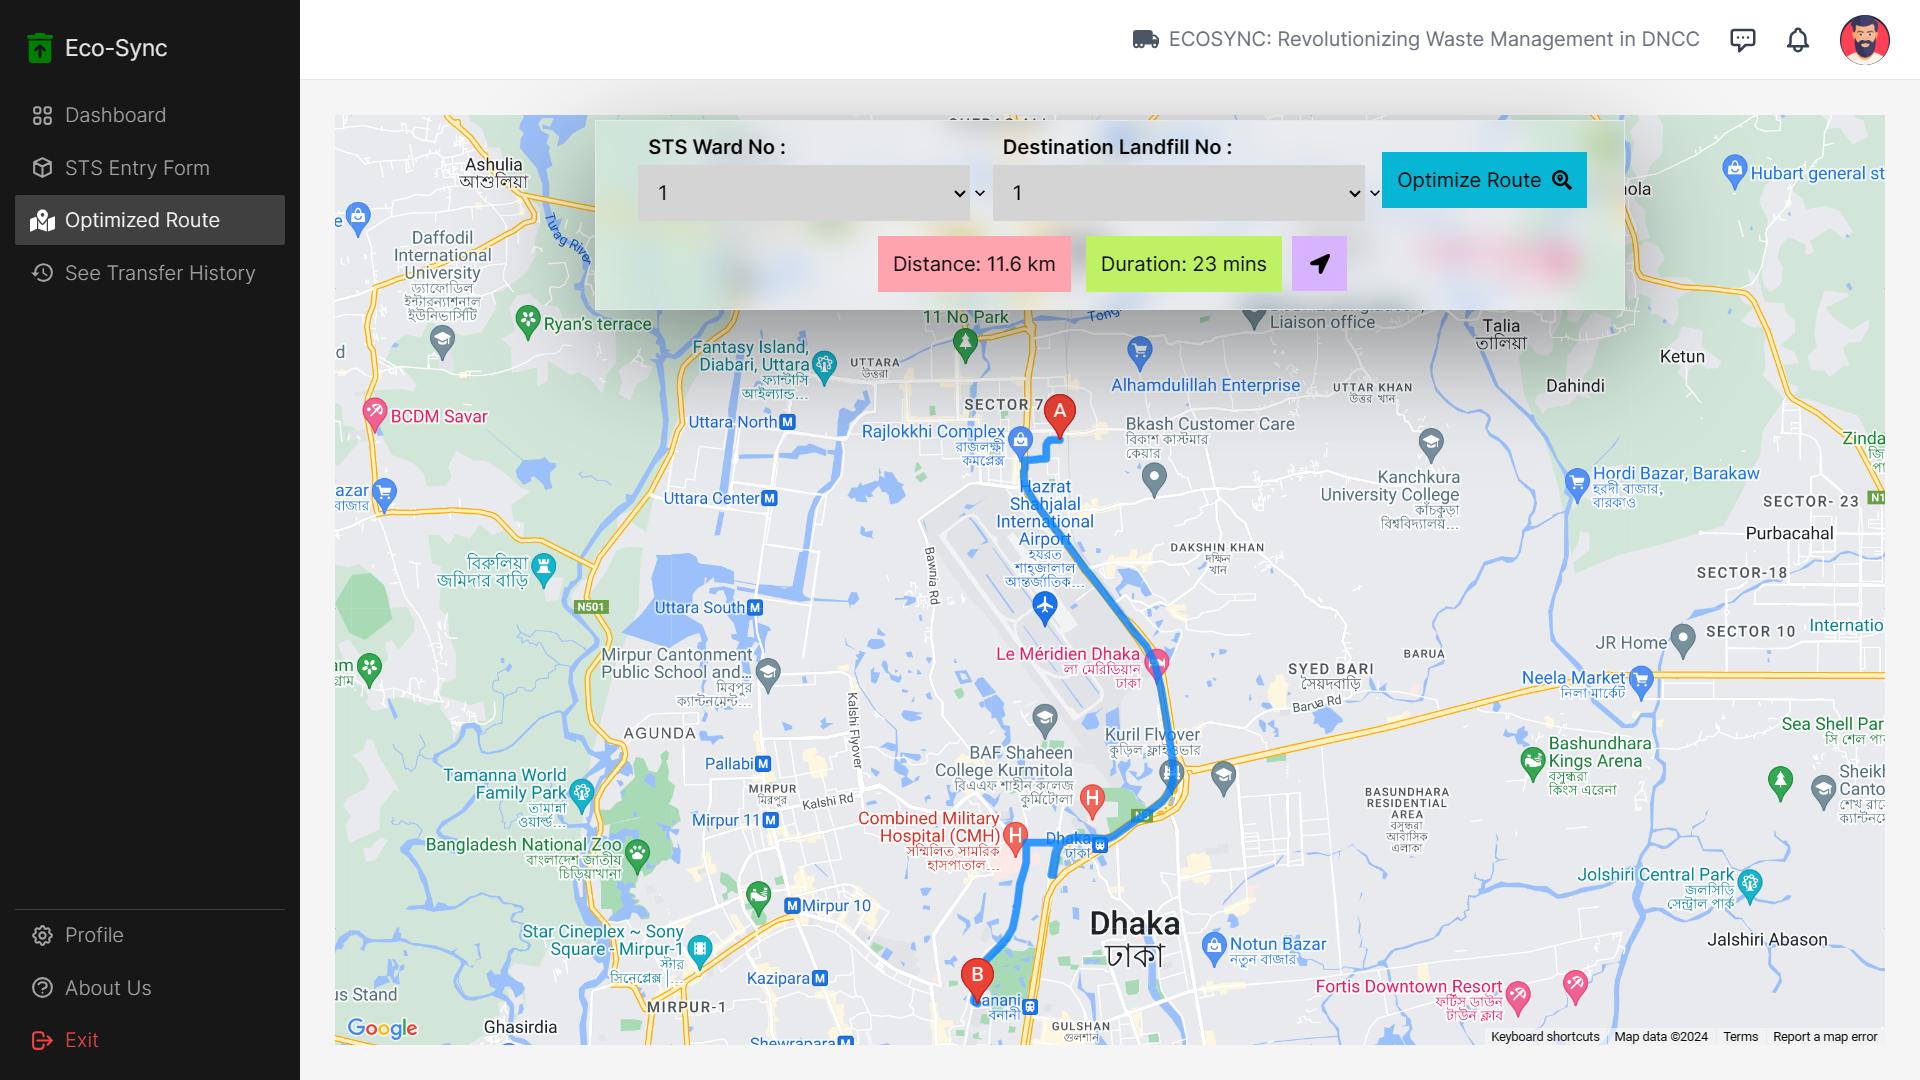 Eco-Sync
Dashboard
STS Entry Form
Optimized Route
See Transfer History
Profile
About Us
Exit
ECOSYNC: Revolutionizing Waste Management in DNCC
STS Ward No :
Destination Landfill No :
1
1
Optimize Route
Distance: 11.6 km
Duration: 23 mins
Ashulia
আশুলিয়া
Turag River
Hubart general st
Daffodil
International
University
ড্যাফোডিল
ইন্টারন্যাশনাল
ইউনিভার্সিটি
Ryan's terrace
11 No Park
Liaison office
Talia
তালিয়া
Ketun
Dahindi
Fantasy Island,
Diabari, Uttara
ফ্যান্টাসি
আইল্যান্ড...
UTTARA
উত্তরা
Alhamdulillah Enterprise
UTTAR KHAN
উত্তর খান
BCDM Savar
Uttara North
SECTOR 7
A
Rajlokkhi Complex
রাজলক্ষ্মী
কমপ্লেক্স
Bkash Customer Care
বিকাশ কাস্টমার
কেয়ার
Kanchkura
University College
কাঁচকুড়া
বিশ্ববিদ্যালয়...
Hordi Bazar, Barakaw
হরদী বাজার,
বারকাও
SECTOR- 23
Purbacahal
SECTOR-18
Uttara Center
Hazrat
Shahjalal
International
Airport
হযরত
শাহজালাল
আন্তর্জাতিক...
DAKSHIN KHAN
দক্ষিন
খান
Bawnia Rd
বিরুলিয়া
জমিদার বাড়ি
N501
Uttara South
Mirpur Cantonment
Public School and...
মিরপুর
ক্যান্টনমেন্ট...
Le Méridien Dhaka
লা মেরিডিয়ান
ঢাকা
SYED BARI
সৈয়দবাড়ি
Barua Rd
BARUA
JR Home
SECTOR 10
Internatio
Neela Market
নিলা মার্কেট
Sea Shell Par
Kalshi Flyover
AGUNDA
Pallabi
BAF Shaheen
College Kurmitola
বিএএফ শাহীন কলেজ
কুর্মিটোলা
Kuril Flyover
কুড়িল ফ্লাইওভার
Bashundhara
Kings Arena
বসুন্ধরা
কিংস এরেনা
Tamanna World
Family Park
তামান্না
ওয়ার্ল্ড...
MIRPUR
মিরপুর
Kalshi Rd
Mirpur 11
Combined Military
Hospital (CMH)
সম্মিলিত সামরিক
হাসপাতাল...
Dhaka
ঢাকা
BASUNDHARA
RESIDENTIAL
AREA
বসুন্ধরা
আবাসিক
এলাকা
Bangladesh National Zoo
বাংলাদেশ জাতীয়
চিড়িয়াখানা
Mirpur 10
Star Cineplex ~ Sony
Square - Mirpur-1
স্টার
সিনেপ্লেক্স |...
Kazipara
MIRPUR-1
Dhaka
ঢাকা
Notun Bazar
নতুন বাজার
Jolshiri Central Park
জলসিড়ি
সেন্ট্রাল পার্ক
Jalshiri Abason
Fortis Downtown Resort
ফর্টিস ডাউন
টাউন ক্লাব
B
বনানী
GULSHAN
গুলশান
us Stand
Ghasirdia
Shewrapara
Google
Keyboard shortcuts
Map data ©2024
Terms
Report a map error